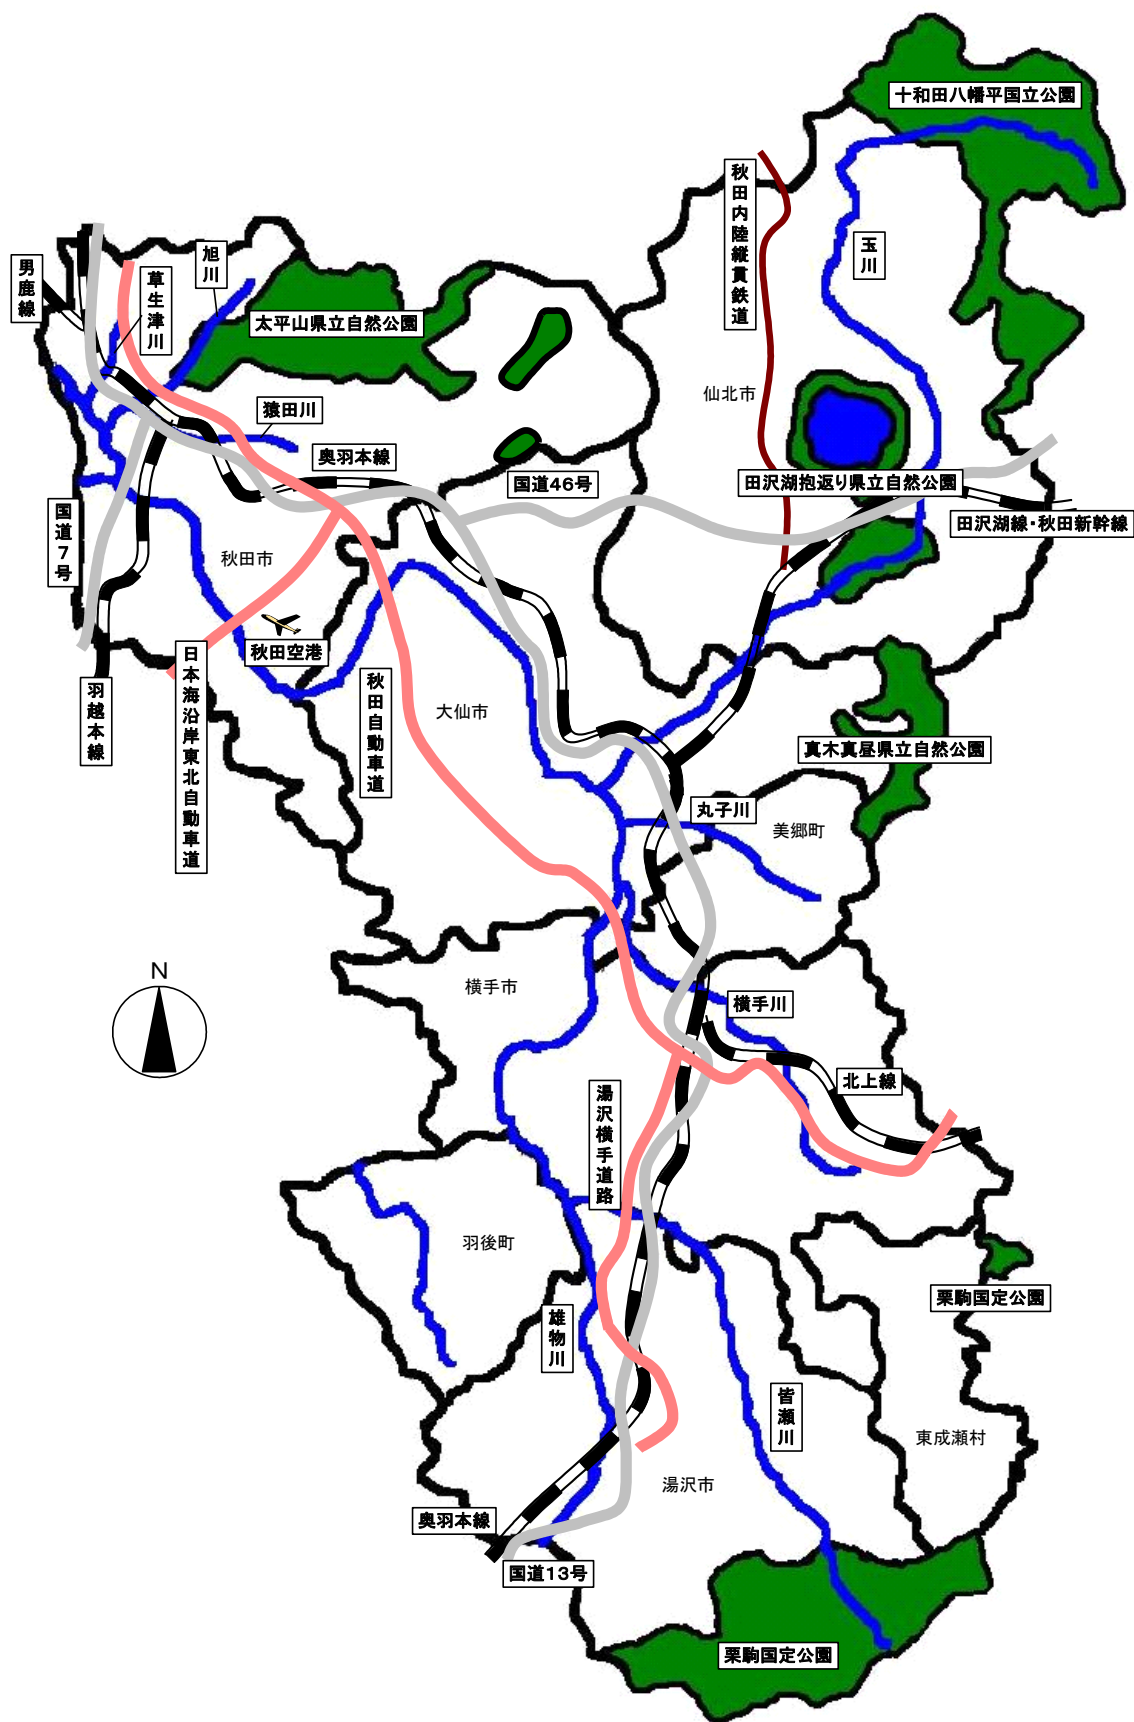 十和田八幡平国立公園
秋田内陸縦貫鉄道
玉川
旭川
男鹿線
草生津川
太平山県立自然公園
仙北市
猿田川
奥羽本線
国道46号
田沢湖抱返り県立自然公園
田沢湖線・秋田新幹線
国道7号
秋田市
秋田空港
日本海沿岸東北自動車道
羽越本線
秋田自動車道
大仙市
真木真昼県立自然公園
丸子川
美郷町
N
横手市
横手川
北上線
湯沢横手道路
羽後町
栗駒国定公園
雄物川
皆瀬川
東成瀬村
湯沢市
奥羽本線
国道13号
栗駒国定公園